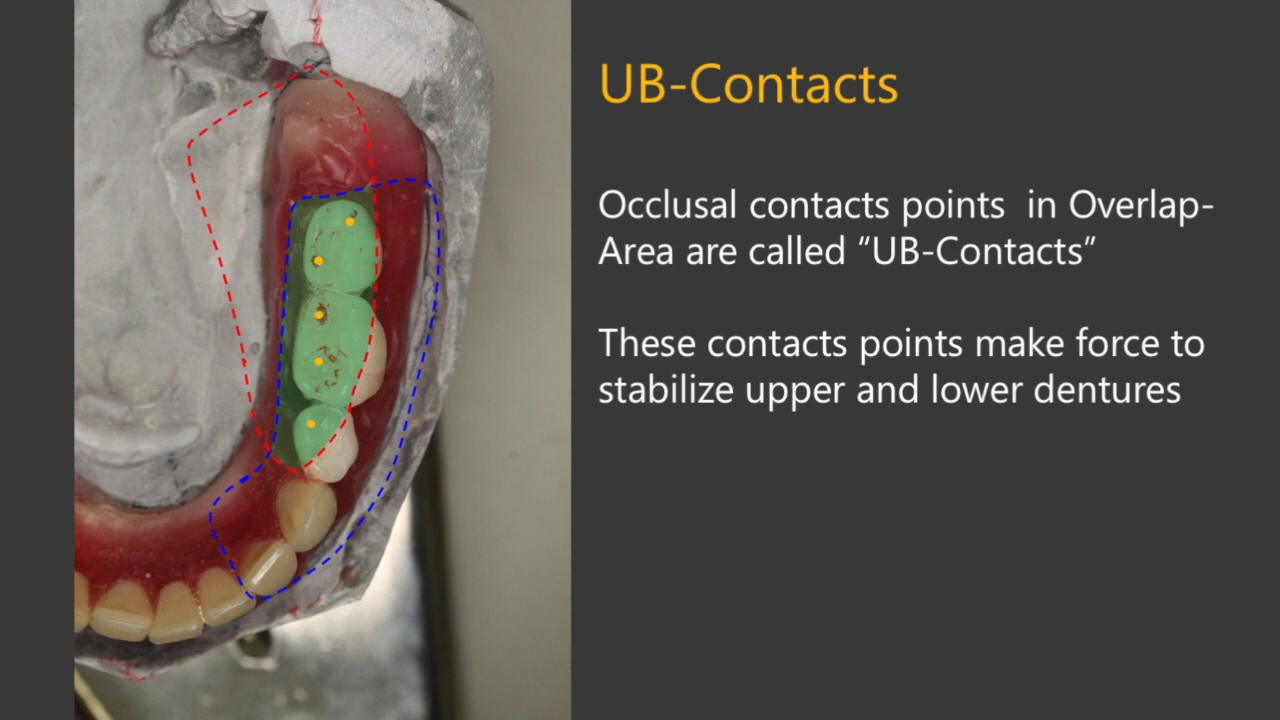 UB-Contacts
Occlusal contacts points  in Overlap-
Area are called “UB-Contacts”
These contacts points make force to
stabilize upper and lower dentures